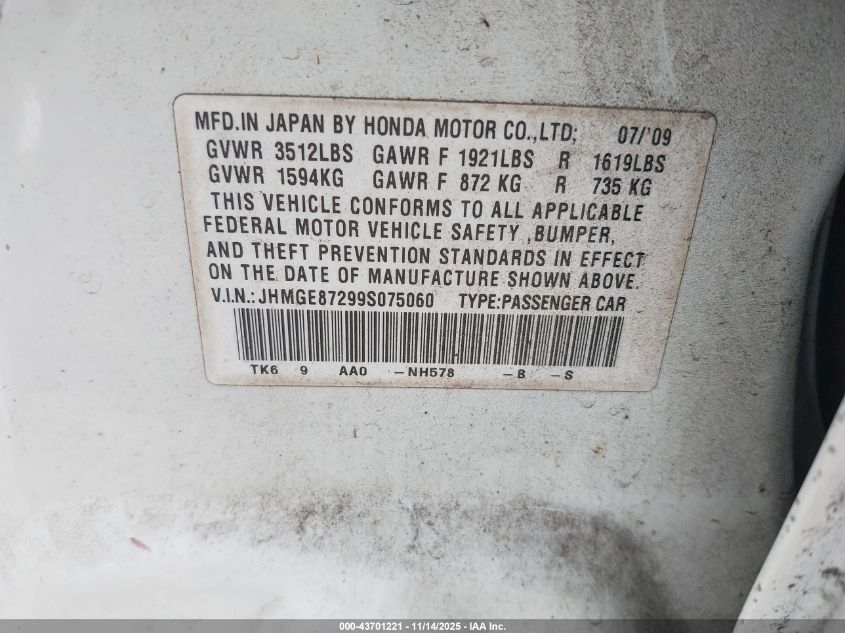 MFD.IN JAPAN BY HONDA MOTOR CO.,LTD; 07/'09
GVWR 3512LBS GAWR F 1921LBS R 1619LBS
GVWR 1594KG GAWR F 872 KG R 735 KG
THIS VEHICLE CONFORMS TO ALL APPLICABLE
FEDERAL MOTOR VEHICLE SAFETY ,BUMPER,
AND THEFT PREVENTION STANDARDS IN EFFECT
ON THE DATE OF MANUFACTURE SHOWN ABOVE.
V.I.N.: JHMGE87299S075060 TYPE:PASSENGER CAR
TK6 9 AA0 -NH578 -B -S
000-43701221 - 11/14/2025 - IAA Inc.